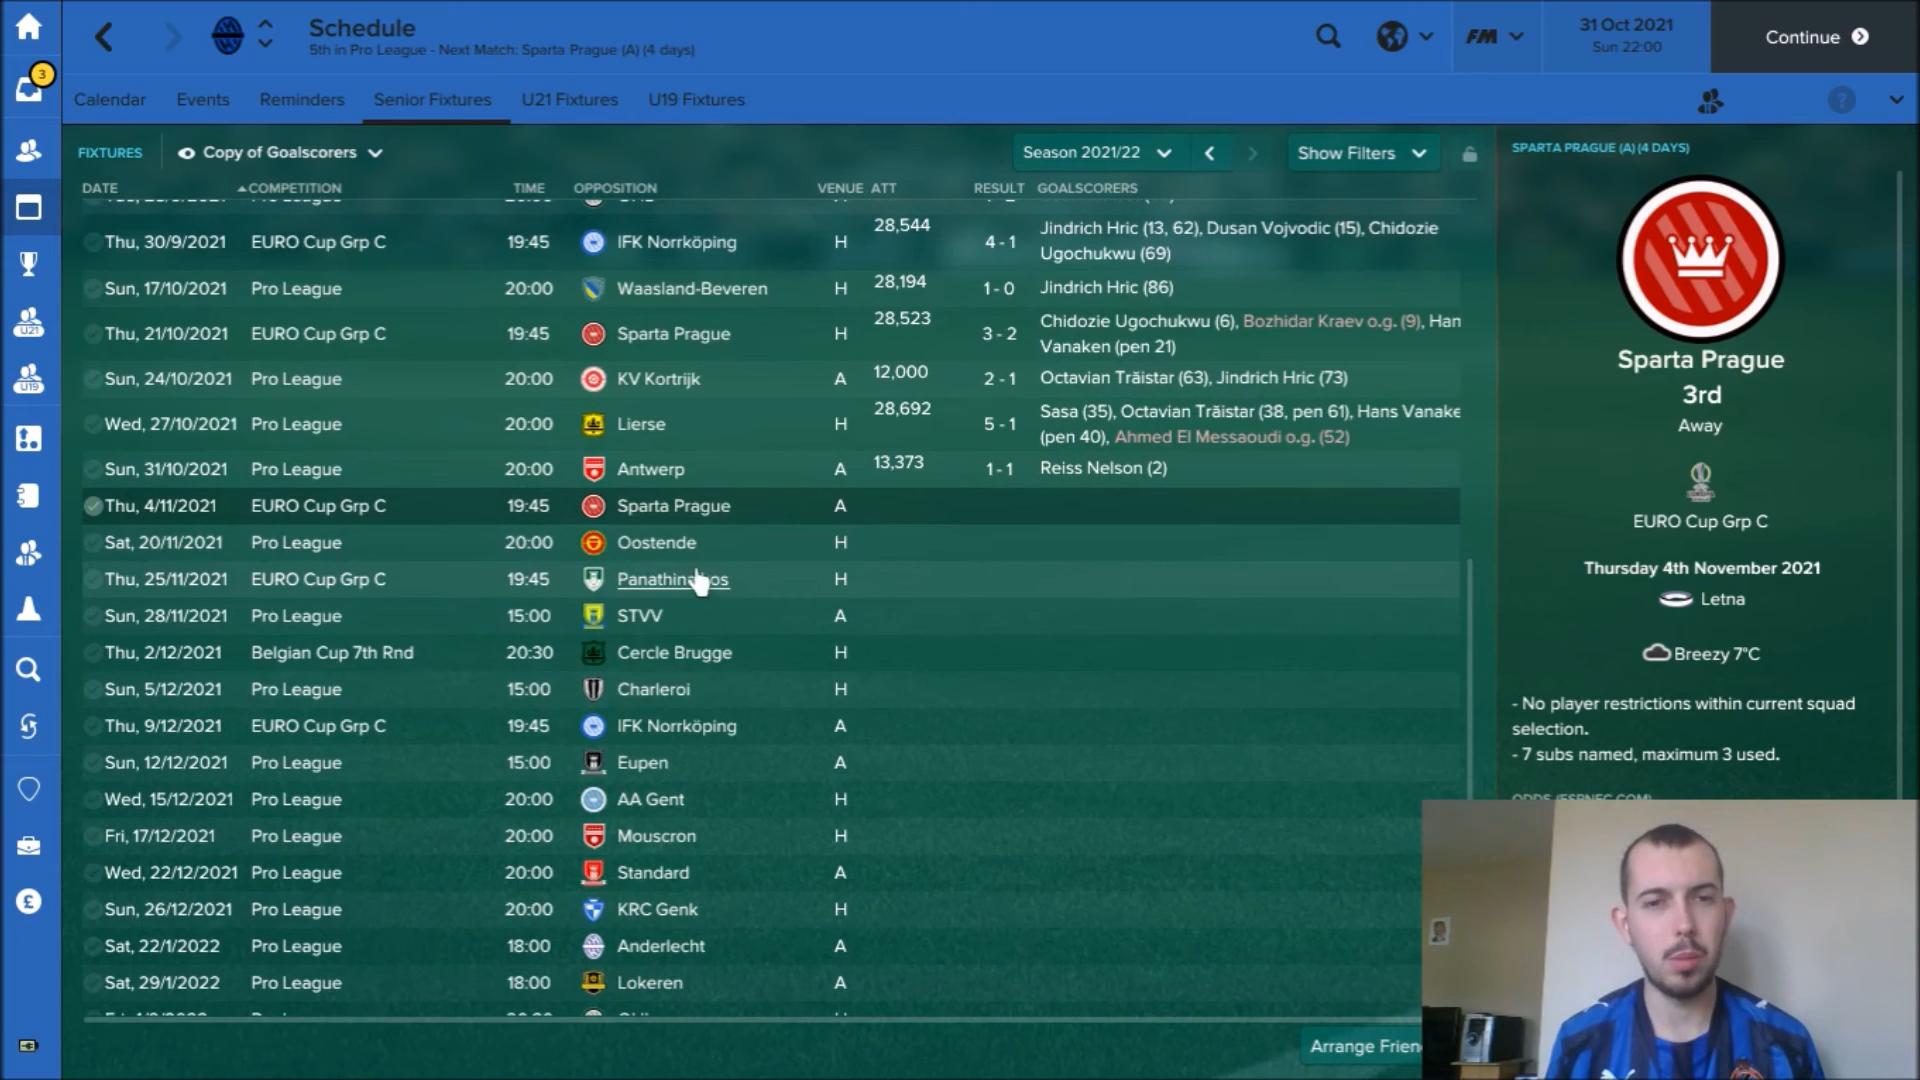 Schedule
5th in Pro League - Next Match: Sparta Prague (A) (4 days)
FM
31 Oct 2021
Sun 22:00
Continue
3
Calendar Events Reminders Senior Fixtures U21 Fixtures U19 Fixtures
?
FIXTURES Copy of Goalscorers Season 2021/22 Show Filters
DATE COMPETITION TIME OPPOSITION VENUE ATT RESULT GOALSCORERS
Thu, 30/9/2021 EURO Cup Grp C 19:45 IFK Norrköping H 28,544 4 - 1 Jindrich Hric (13, 62), Dusan Vojvodic (15), Chidozie
Ugochukwu (69)
Sun, 17/10/2021 Pro League 20:00 Waasland-Beveren H 28,194 1 - 0 Jindrich Hric (86)
Thu, 21/10/2021 EURO Cup Grp C 19:45 Sparta Prague H 28,523 3 - 2 Chidozie Ugochukwu (6), Bozhidar Kraev o.g. (9), Han
Vanaken (pen 21)
Sun, 24/10/2021 Pro League 20:00 KV Kortrijk A 12,000 2 - 1 Octavian Trăistar (63), Jindrich Hric (73)
Wed, 27/10/2021 Pro League 20:00 Lierse H 28,692 5 - 1 Sasa (35), Octavian Trăistar (38, pen 61), Hans Vanake
(pen 40), Ahmed El Messaoudi o.g. (52)
Sun, 31/10/2021 Pro League 20:00 Antwerp A 13,373 1 - 1 Reiss Nelson (2)
Thu, 4/11/2021 EURO Cup Grp C 19:45 Sparta Prague A
Sat, 20/11/2021 Pro League 20:00 Oostende H
Thu, 25/11/2021 EURO Cup Grp C 19:45 H
Sun, 28/11/2021 Pro League 15:00 STVV A
Thu, 2/12/2021 Belgian Cup 7th Rnd 20:30 Cercle Brugge H
Sun, 5/12/2021 Pro League 15:00 Charleroi H
Thu, 9/12/2021 EURO Cup Grp C 19:45 IFK Norrköping A
Sun, 12/12/2021 Pro League 15:00 Eupen A
Wed, 15/12/2021 Pro League 20:00 AA Gent H
Fri, 17/12/2021 Pro League 20:00 Mouscron H
Wed, 22/12/2021 Pro League 20:00 Standard A
Sun, 26/12/2021 Pro League 20:00 KRC Genk H
Sat, 22/1/2022 Pro League 18:00 Anderlecht A
Sat, 29/1/2022 Pro League 18:00 Lokeren A
Arrange Frien
U21
U19
£
SPARTA PRAGUE (A) (4 DAYS)
Sparta Prague
3rd
Away
EURO Cup Grp C
Thursday 4th November 2021
Letna
Breezy 7°C
- No player restrictions within current squad
selection.
- 7 subs named, maximum 3 used.
ODDS (ESPNFC.COM)